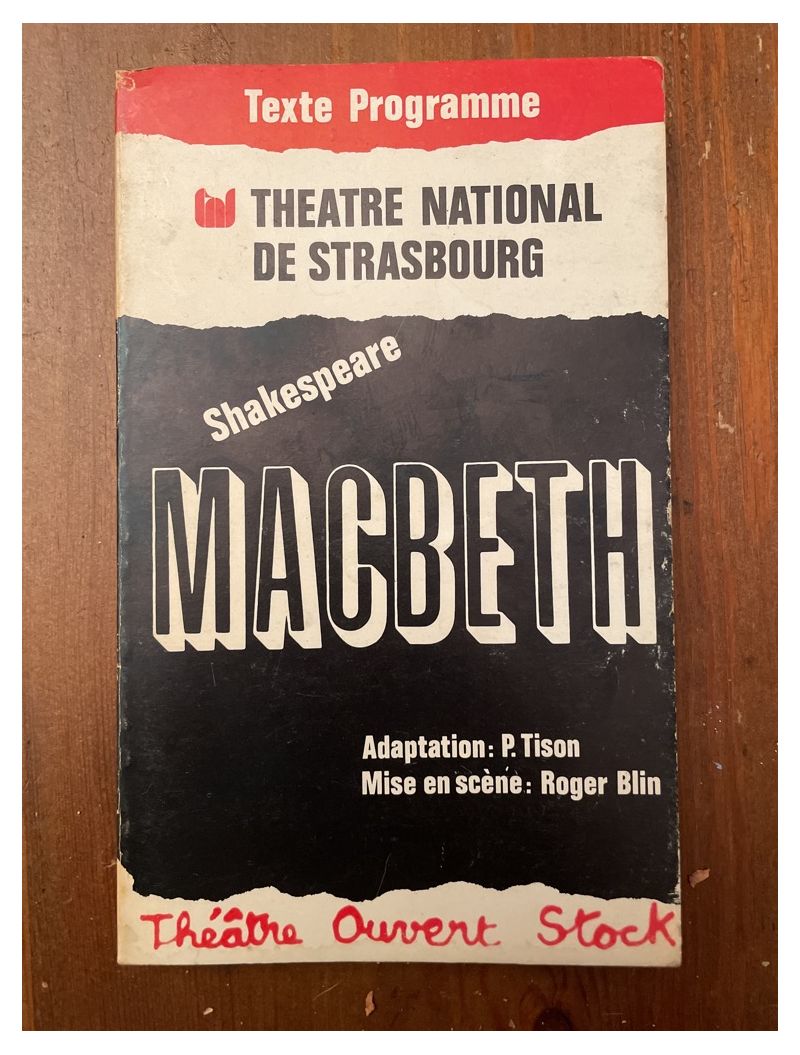 Texte Programme
THEATRE NATIONAL
DE STRASBOURG
Shakespeare
MACBETH
Adaptation: P. Tison
Mise en scène: Roger Blin
Théâtre Ouvert Stock